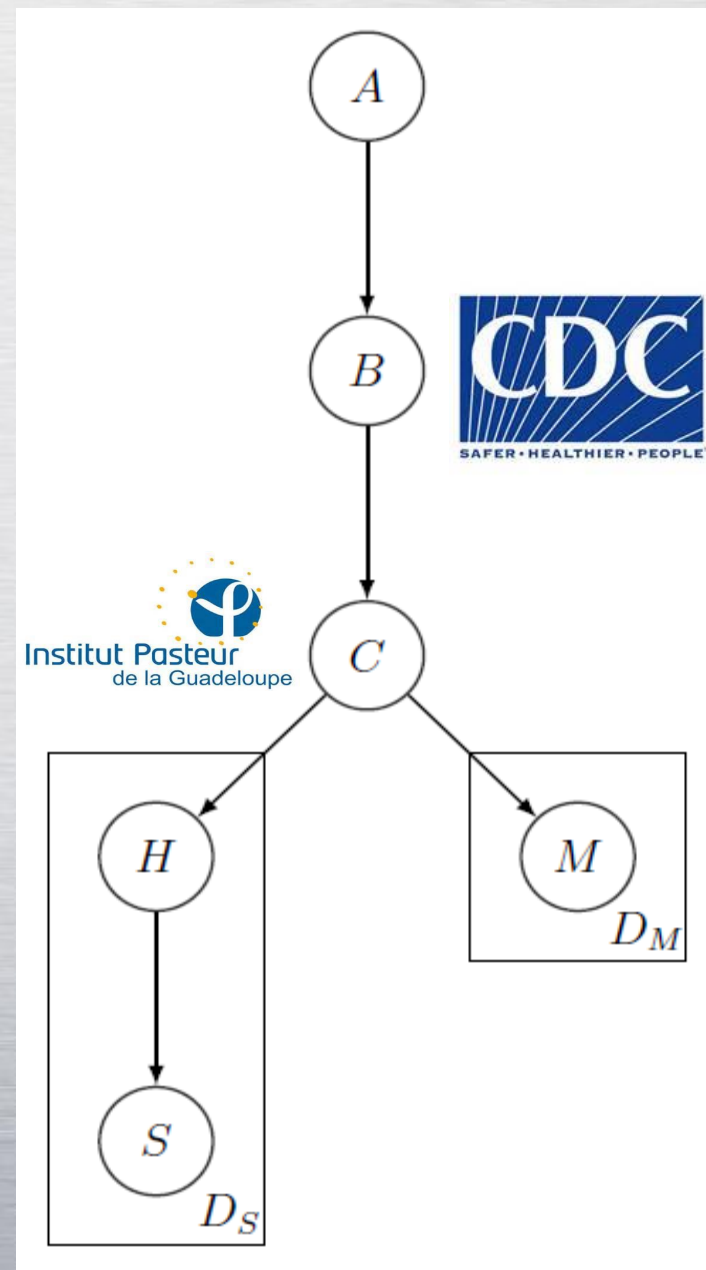 A
B
CDC
SAFER•HEALTHIER•PEOPLE
Institut Pasteur
de la Guadeloupe
C
H
M
D_M
S
D_S